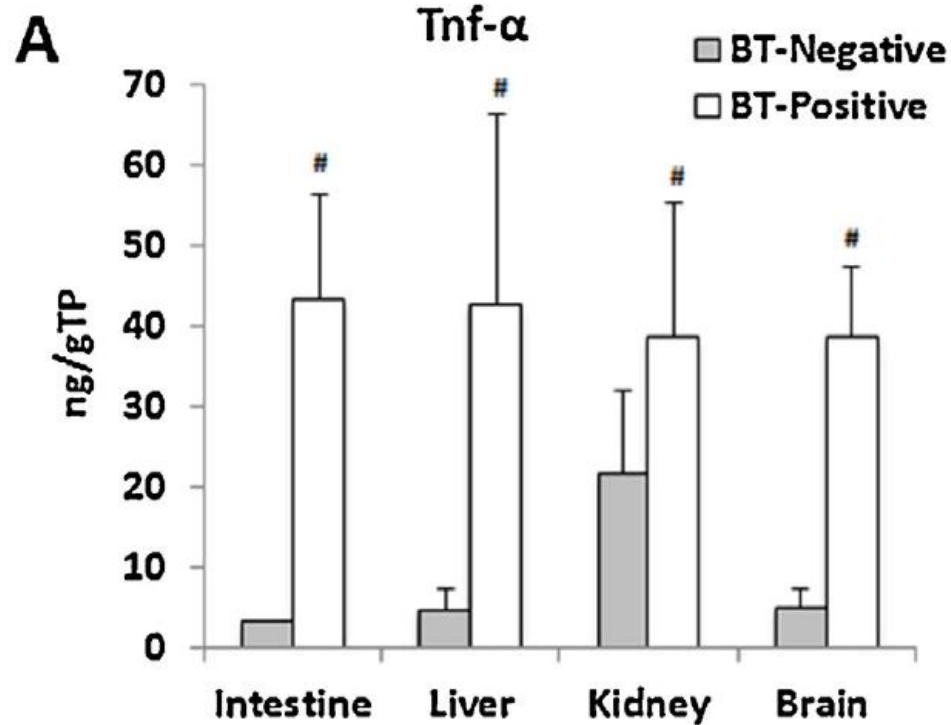 A
Tnf-α
BT-Negative
BT-Positive
70
60
50
40
30
20
10
0
ng/gTP
#
#
#
#
Intestine Liver Kidney Brain